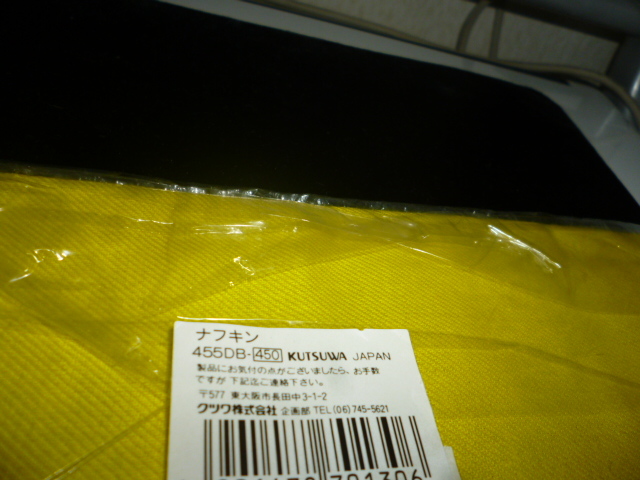 ナフキン
455DB-450 KUTSUWA JAPAN
製品にお気付の点がございましたら、お手数
ですが下記迄ご連絡下さい。
〒577 東大阪市長田中3-1-2
クツワ株式会社 企画部 TEL (06) 745-5621